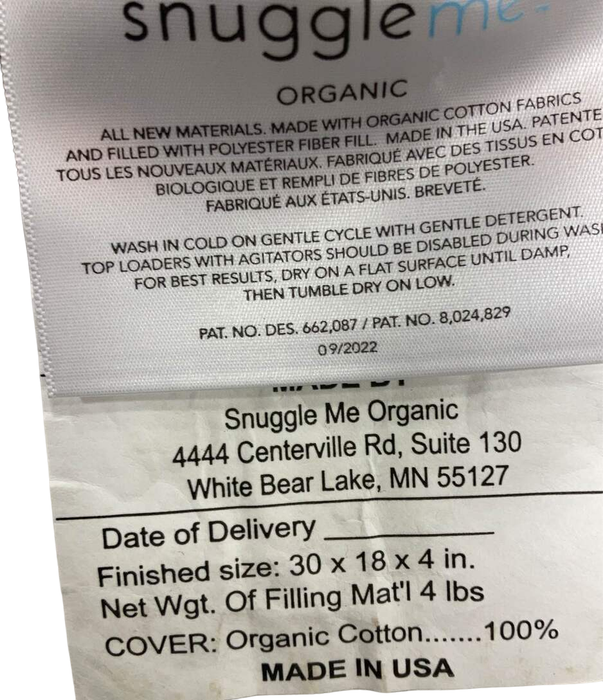 snuggle me™
ORGANIC
ALL NEW MATERIALS. MADE WITH ORGANIC COTTON FABRICS
AND FILLED WITH POLYESTER FIBER FILL. MADE IN THE USA. PATENTE
TOUS LES NOUVEAUX MATÉRIAUX. FABRIQUÉ AVEC DES TISSUS EN COT
BIOLOGIQUE ET REMPLI DE FIBRES DE POLYESTER.
FABRIQUÉ AUX ÉTATS-UNIS. BREVETÉ.
WASH IN COLD ON GENTLE CYCLE WITH GENTLE DETERGENT.
TOP LOADERS WITH AGITATORS SHOULD BE DISABLED DURING WAS
FOR BEST RESULTS, DRY ON A FLAT SURFACE UNTIL DAMP,
THEN TUMBLE DRY ON LOW.
PAT. NO. DES. 662,087 / PAT. NO. 8,024,829
09/2022
MADE BY
Snuggle Me Organic
4444 Centerville Rd, Suite 130
White Bear Lake, MN 55127
Date of Delivery
Finished size: 30 x 18 x 4 in.
Net Wgt. Of Filling Mat'l 4 lbs
COVER: Organic Cotton.......100%
MADE IN USA